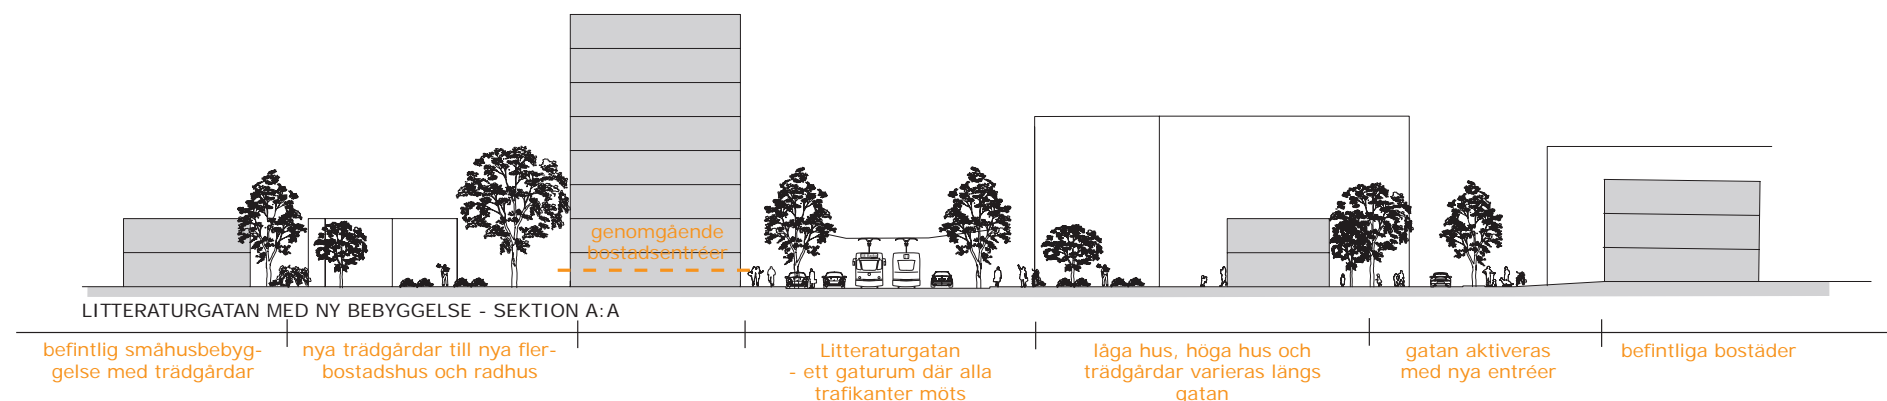 genomgående
bostadsentréer
LITTERATURGATAN MED NY BEBYGGELSE - SEKTION A:A
befintlig småhusbebyg-
gelse med trädgårdar
nya trädgårdar till nya fler-
bostadshus och radhus
Litteraturgatan
- ett gaturum där alla
trafikanter möts
låga hus, höga hus och
trädgårdar varieras längs
gatan
gatan aktiveras
med nya entréer
befintliga bostäder